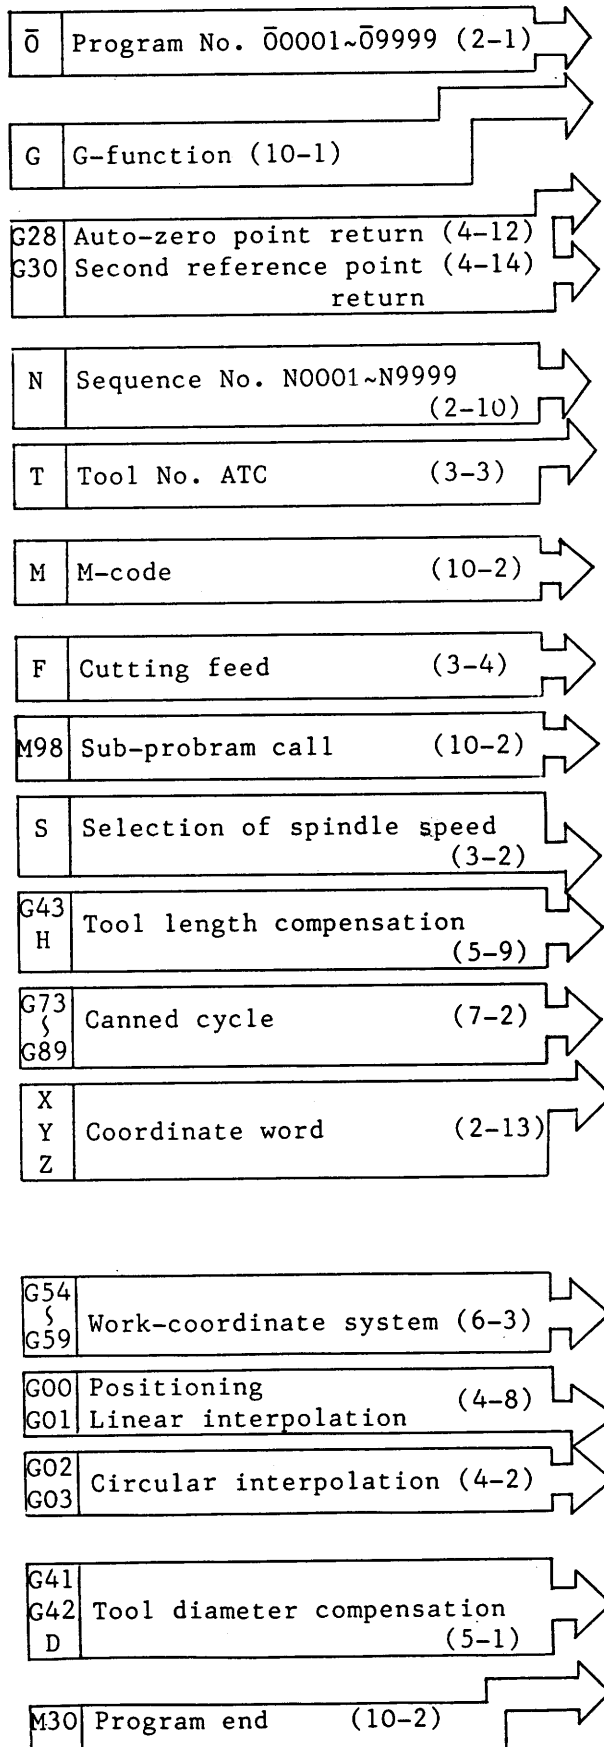 Ō Program No. Ō0001~Ō9999 (2-1)
G G-function (10-1)
G28 Auto-zero point return (4-12)
G30 Second reference point (4-14)
return
N Sequence No. N0001~N9999
(2-10)
T Tool No. ATC (3-3)
M M-code (10-2)
F Cutting feed (3-4)
M98 Sub-probram call (10-2)
S Selection of spindle speed
(3-2)
G43
H Tool length compensation
(5-9)
G73
⌇ Canned cycle (7-2)
G89
X
Y Coordinate word (2-13)
Z
G54
⌇
G59 Work-coordinate system (6-3)
G00 Positioning (4-8)
G01 Linear interpolation
G02 Circular interpolation (4-2)
G03
G41
G42 Tool diameter compensation
D (5-1)
M30 Program end (10-2)